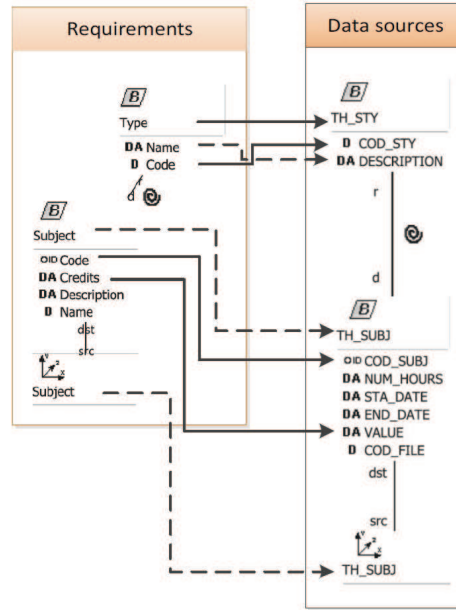 Requirements
B
Type
DA Name
D Code
r
d
B
Subject
OID Code
DA Credits
DA Description
D Name
dst
src
Y
z
x
Subject
Data sources
B
TH_STY
D COD_STY
DA DESCRIPTION
r
d
B
TH_SUBJ
OID COD_SUBJ
DA NUM_HOURS
DA STA_DATE
DA END_DATE
DA VALUE
D COD_FILE
dst
src
Y
z
x
TH_SUBJ